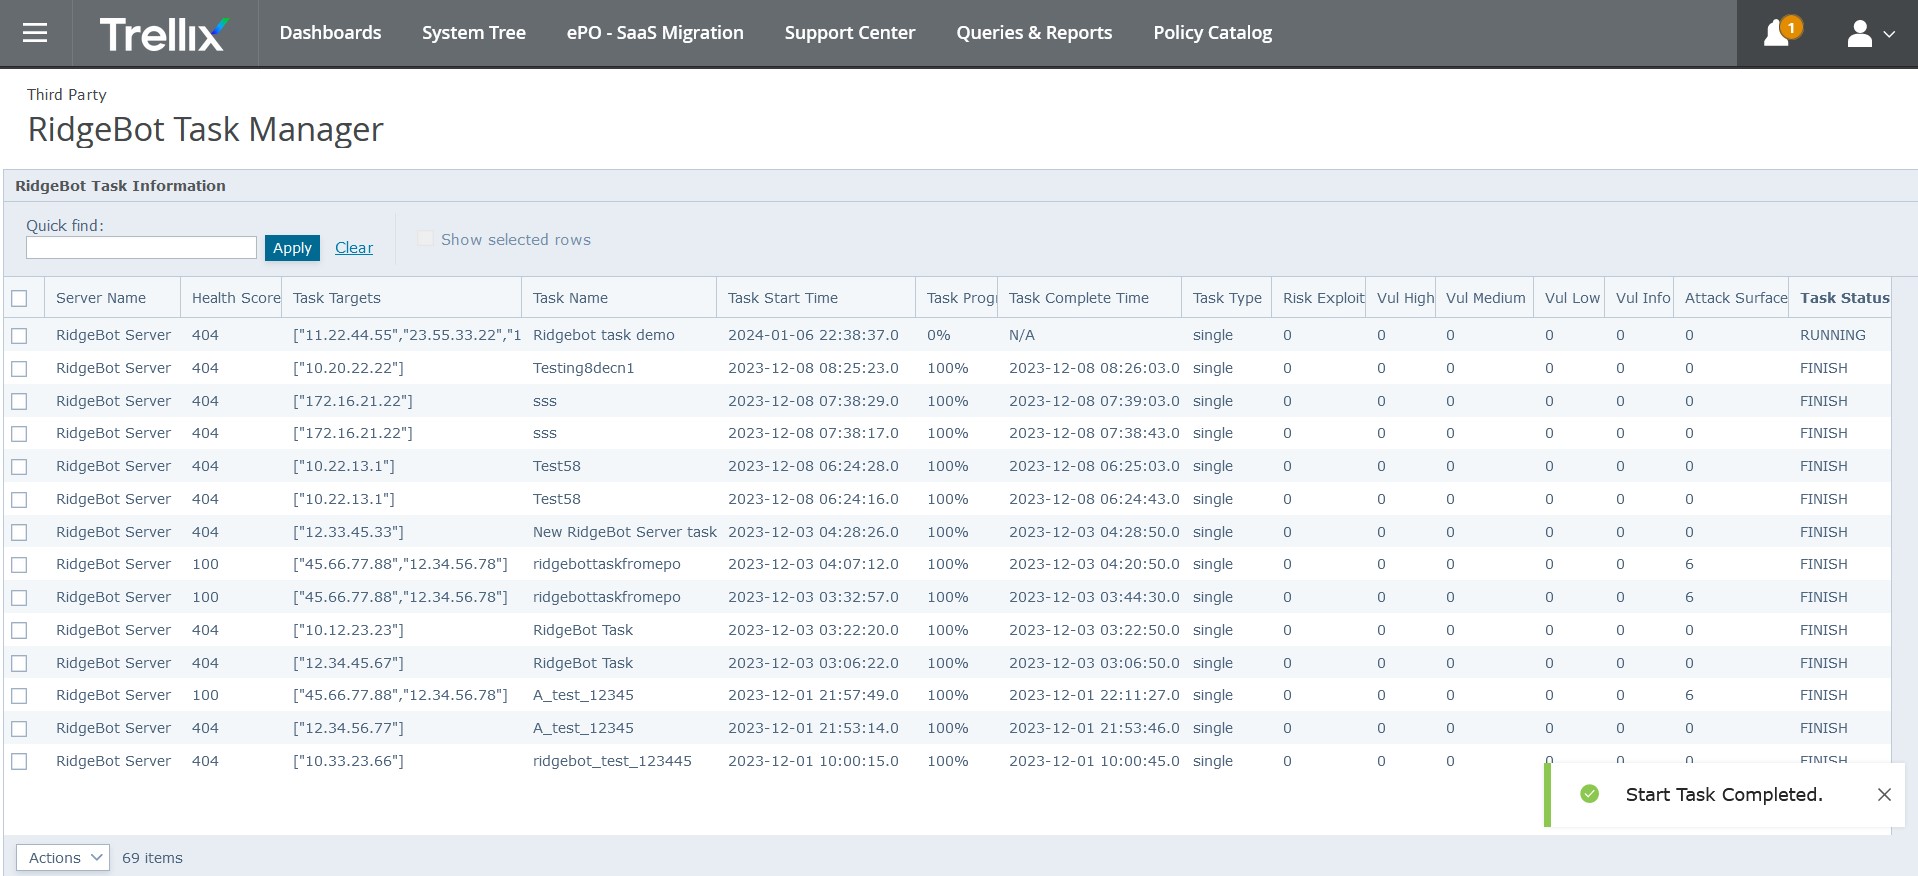 Trellix Dashboards System Tree ePO - SaaS Migration Support Center Queries & Reports Policy Catalog 1
Third Party
RidgeBot Task Manager
RidgeBot Task Information
Quick find:
Apply Clear Show selected rows
Server Name Health Score Task Targets Task Name Task Start Time Task Progr Task Complete Time Task Type Risk Exploit Vul High Vul Medium Vul Low Vul Info Attack Surface Task Status
RidgeBot Server 404 ["11.22.44.55","23.55.33.22","1 Ridgebot task demo 2024-01-06 22:38:37.0 0% N/A single 0 0 0 0 0 0 RUNNING
RidgeBot Server 404 ["10.20.22.22"] Testing8decn1 2023-12-08 08:25:23.0 100% 2023-12-08 08:26:03.0 single 0 0 0 0 0 0 FINISH
RidgeBot Server 404 ["172.16.21.22"] sss 2023-12-08 07:38:29.0 100% 2023-12-08 07:39:03.0 single 0 0 0 0 0 0 FINISH
RidgeBot Server 404 ["172.16.21.22"] sss 2023-12-08 07:38:17.0 100% 2023-12-08 07:38:43.0 single 0 0 0 0 0 0 FINISH
RidgeBot Server 404 ["10.22.13.1"] Test58 2023-12-08 06:24:28.0 100% 2023-12-08 06:25:03.0 single 0 0 0 0 0 0 FINISH
RidgeBot Server 404 ["10.22.13.1"] Test58 2023-12-08 06:24:16.0 100% 2023-12-08 06:24:43.0 single 0 0 0 0 0 0 FINISH
RidgeBot Server 404 ["12.33.45.33"] New RidgeBot Server task 2023-12-03 04:28:26.0 100% 2023-12-03 04:28:50.0 single 0 0 0 0 0 0 FINISH
RidgeBot Server 100 ["45.66.77.88","12.34.56.78"] ridgebottaskfromepo 2023-12-03 04:07:12.0 100% 2023-12-03 04:20:50.0 single 0 0 0 0 0 6 FINISH
RidgeBot Server 100 ["45.66.77.88","12.34.56.78"] ridgebottaskfromepo 2023-12-03 03:32:57.0 100% 2023-12-03 03:44:30.0 single 0 0 0 0 0 6 FINISH
RidgeBot Server 404 ["10.12.23.23"] RidgeBot Task 2023-12-03 03:22:20.0 100% 2023-12-03 03:22:50.0 single 0 0 0 0 0 0 FINISH
RidgeBot Server 404 ["12.34.45.67"] RidgeBot Task 2023-12-03 03:06:22.0 100% 2023-12-03 03:06:50.0 single 0 0 0 0 0 0 FINISH
RidgeBot Server 100 ["45.66.77.88","12.34.56.78"] A_test_12345 2023-12-01 21:57:49.0 100% 2023-12-01 22:11:27.0 single 0 0 0 0 0 6 FINISH
RidgeBot Server 404 ["12.34.56.77"] A_test_12345 2023-12-01 21:53:14.0 100% 2023-12-01 21:53:46.0 single 0 0 0 0 0 0 FINISH
RidgeBot Server 404 ["10.33.23.66"] ridgebot_test_123445 2023-12-01 10:00:15.0 100% 2023-12-01 10:00:45.0 single 0 0 0 0 0 0 FINISH
Start Task Completed.
Actions 69 items